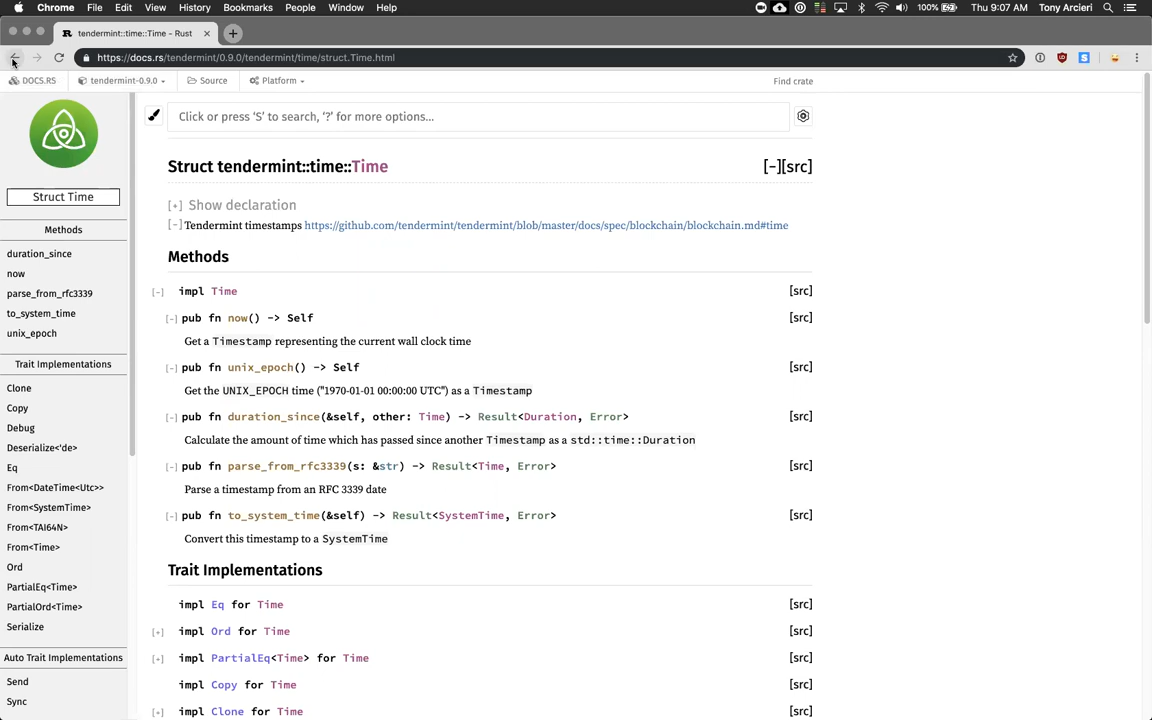 Chrome File Edit View History Bookmarks People Window Help 100% Thu 9:07 AM Tony Arcieri
tendermint::time::Time - Rust
https://docs.rs/tendermint/0.9.0/tendermint/time/struct.Time.html
DOCS.RS tendermint-0.9.0 Source Platform Find crate
Click or press ‘S’ to search, ‘?’ for more options...
Struct tendermint::time::Time [-][src]
[+] Show declaration
[-] Tendermint timestamps https://github.com/tendermint/tendermint/blob/master/docs/spec/blockchain/blockchain.md#time
Methods
[-] impl Time [src]
[-] pub fn now() -> Self [src]
Get a Timestamp representing the current wall clock time
[-] pub fn unix_epoch() -> Self [src]
Get the UNIX_EPOCH time ("1970-01-01 00:00:00 UTC") as a Timestamp
[-] pub fn duration_since(&self, other: Time) -> Result<Duration, Error> [src]
Calculate the amount of time which has passed since another Timestamp as a std::time::Duration
[-] pub fn parse_from_rfc3339(s: &str) -> Result<Time, Error> [src]
Parse a timestamp from an RFC 3339 date
[-] pub fn to_system_time(&self) -> Result<SystemTime, Error> [src]
Convert this timestamp to a SystemTime
Trait Implementations
impl Eq for Time [src]
[+] impl Ord for Time [src]
[+] impl PartialEq<Time> for Time [src]
impl Copy for Time [src]
[+] impl Clone for Time [src]
Struct Time
Methods
duration_since
now
parse_from_rfc3339
to_system_time
unix_epoch
Trait Implementations
Clone
Copy
Debug
Deserialize<'de>
Eq
From<DateTime<Utc>>
From<SystemTime>
From<TAI64N>
From<Time>
Ord
PartialEq<Time>
PartialOrd<Time>
Serialize
Auto Trait Implementations
Send
Sync